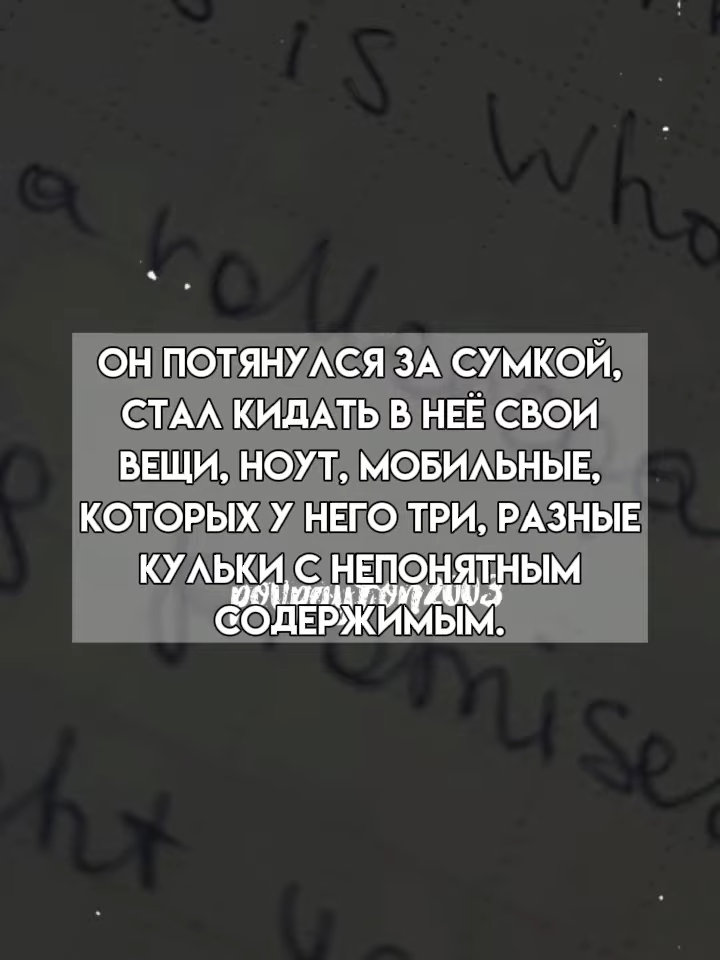 is who
a
ОН ПОТЯНУЛСЯ ЗА СУМКОЙ,
СТАЛ КИДАТЬ В НЕЁ СВОИ
ВЕЩИ, НОУТ, МОБИЛЬНЫЕ,
КОТОРЫХ У НЕГО ТРИ, РАЗНЫЕ
КУЛЬКИ С НЕПОНЯТНЫМ
СОДЕРЖИМЫМ.